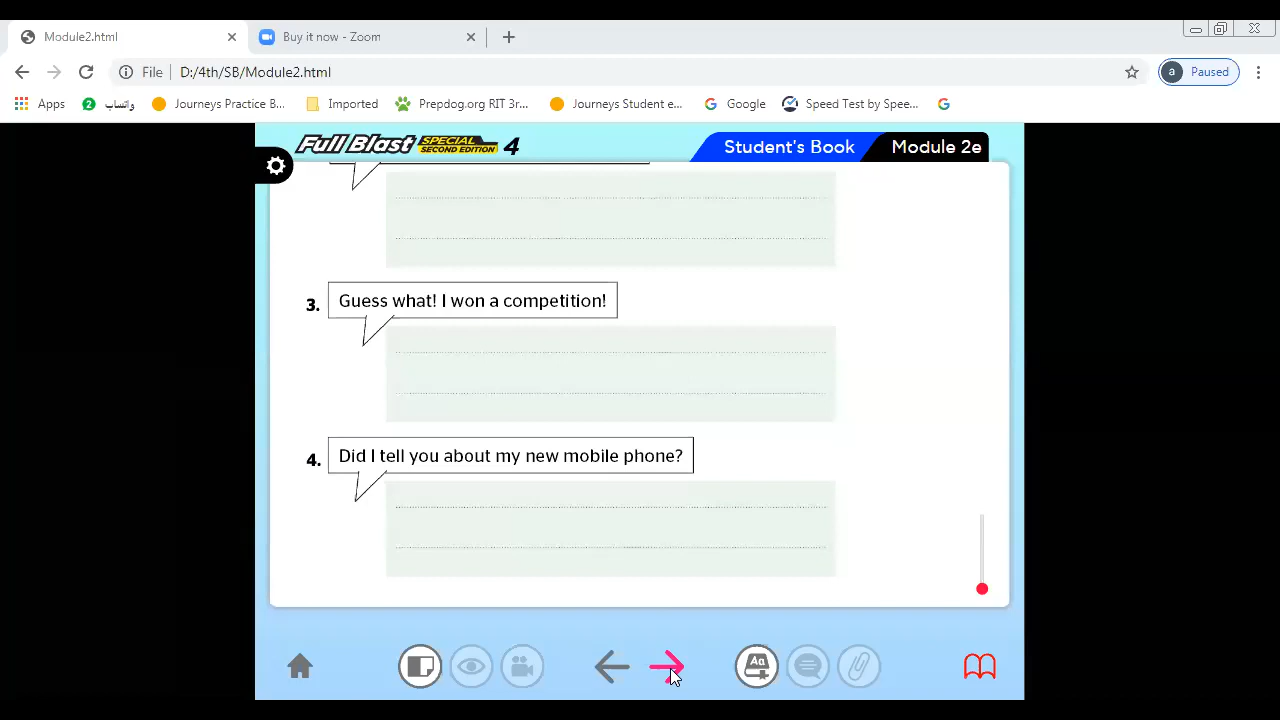 Module2.html
Buy it now - Zoom
File
D:/4th/SB/Module2.html
a
Paused
Apps
2
واتساب
Journeys Practice B...
Imported
Prepdog.org RIT 3r...
Journeys Student e...
Google
Speed Test by Spee...
Full Blast SPECIAL SECOND EDITION 4
Student's Book
Module 2e
3. Guess what! I won a competition!
4. Did I tell you about my new mobile phone?
Aa